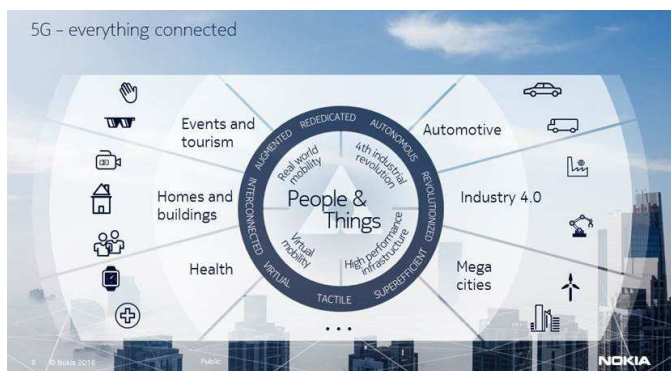 5G – everything connected
Events and
tourism
Homes and
buildings
Health
AUGMENTED
REDEDICATED
AUTONOMOUS
REVOLUTIONIZED
SUPEREFFICIENT
TACTILE
VIRTUAL
INTERCONNECTED
Real world
mobility
4th industrial
revolution
People &
Things
Virtual
mobility
High performance
infrastructure
Automotive
Industry 4.0
Mega
cities
...
9 © Nokia 2016
Public
NOKIA